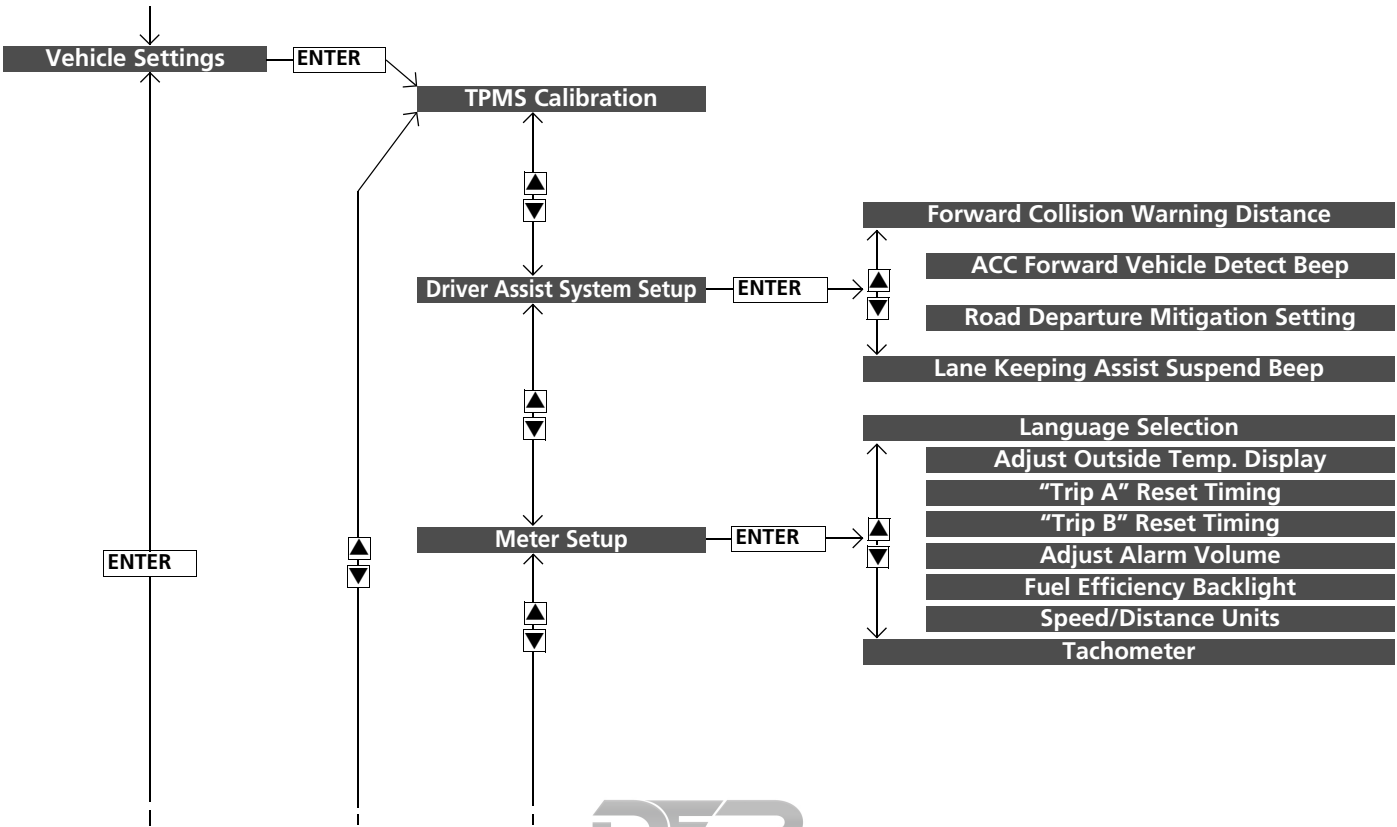 Vehicle Settings
ENTER
TPMS Calibration
Driver Assist System Setup
ENTER
Forward Collision Warning Distance
ACC Forward Vehicle Detect Beep
Road Departure Mitigation Setting
Lane Keeping Assist Suspend Beep
Meter Setup
ENTER
Language Selection
Adjust Outside Temp. Display
“Trip A” Reset Timing
“Trip B” Reset Timing
Adjust Alarm Volume
Fuel Efficiency Backlight
Speed/Distance Units
Tachometer
ENTER